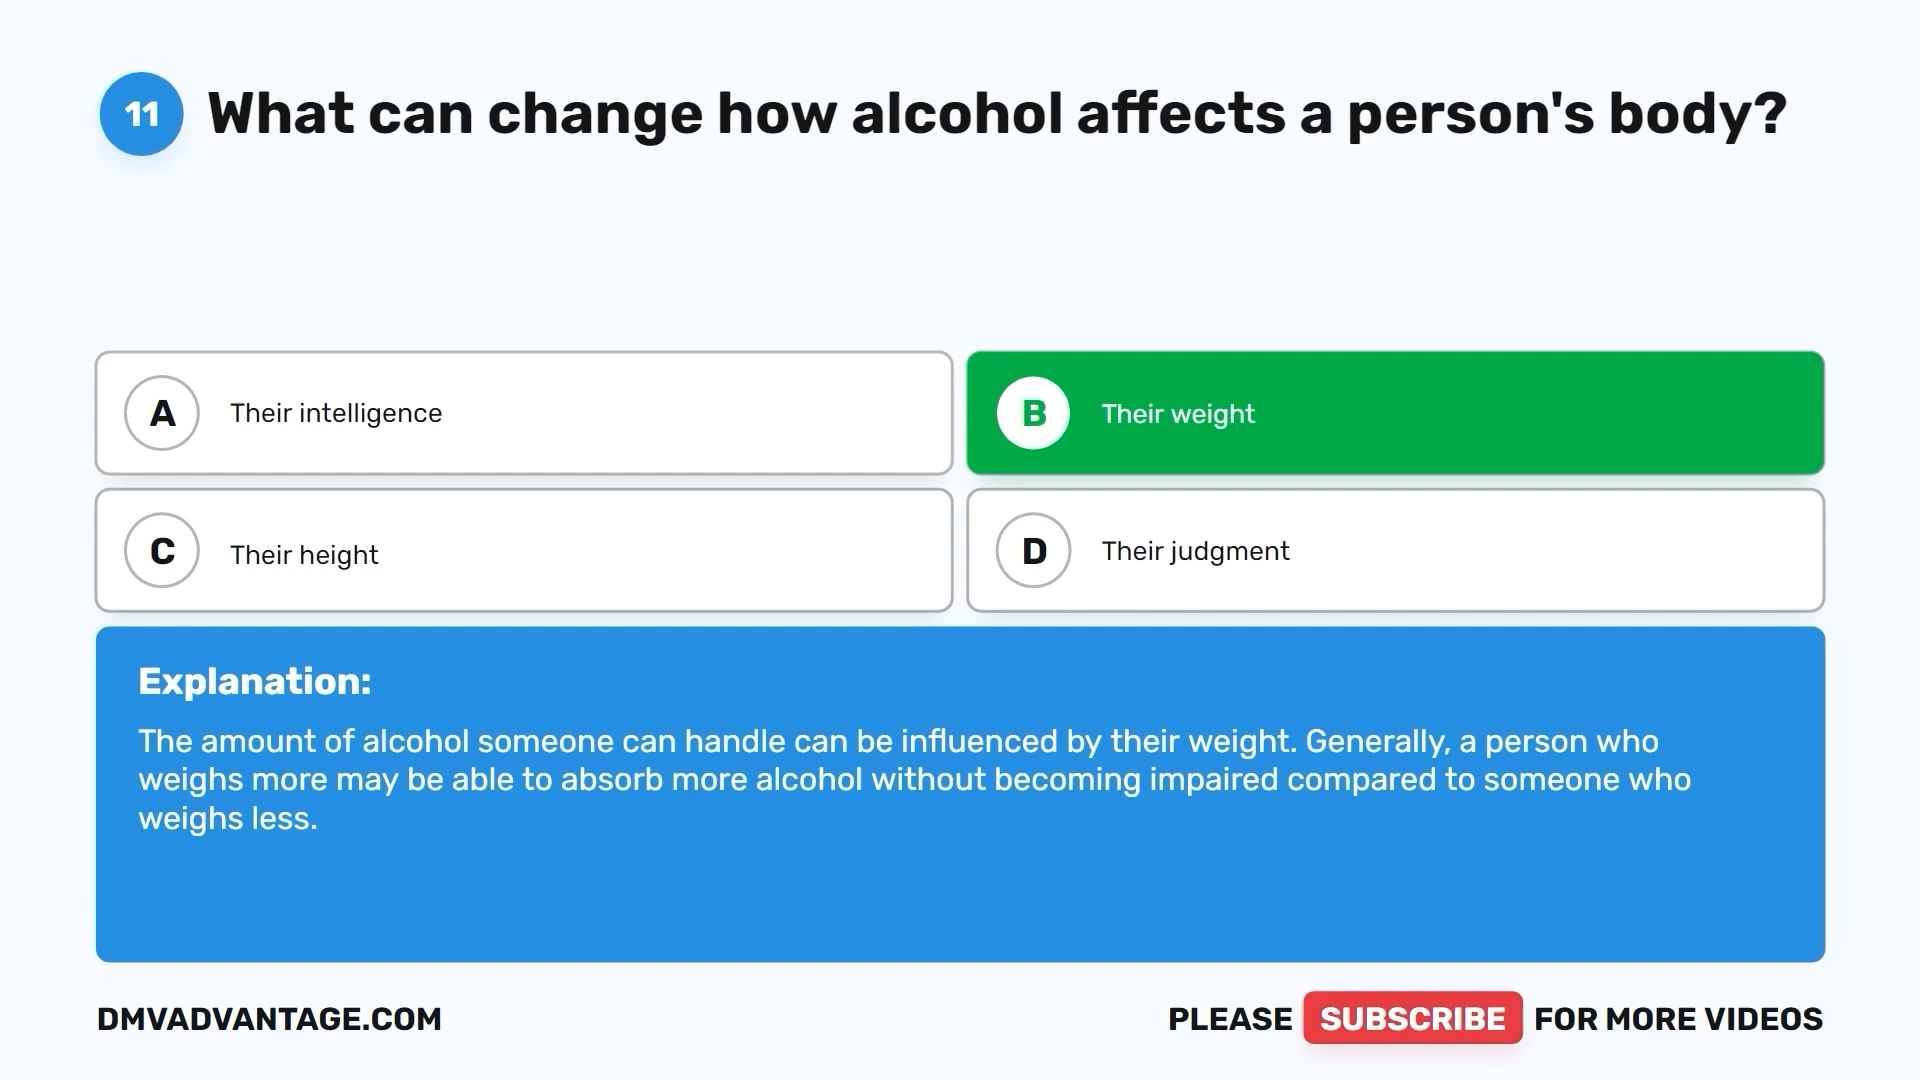 11 What can change how alcohol affects a person's body?
A Their intelligence
B Their weight
C Their height
D Their judgment
Explanation:
The amount of alcohol someone can handle can be influenced by their weight. Generally, a person who
weighs more may be able to absorb more alcohol without becoming impaired compared to someone who
weighs less.
DMVADVANTAGE.COM
PLEASE SUBSCRIBE FOR MORE VIDEOS